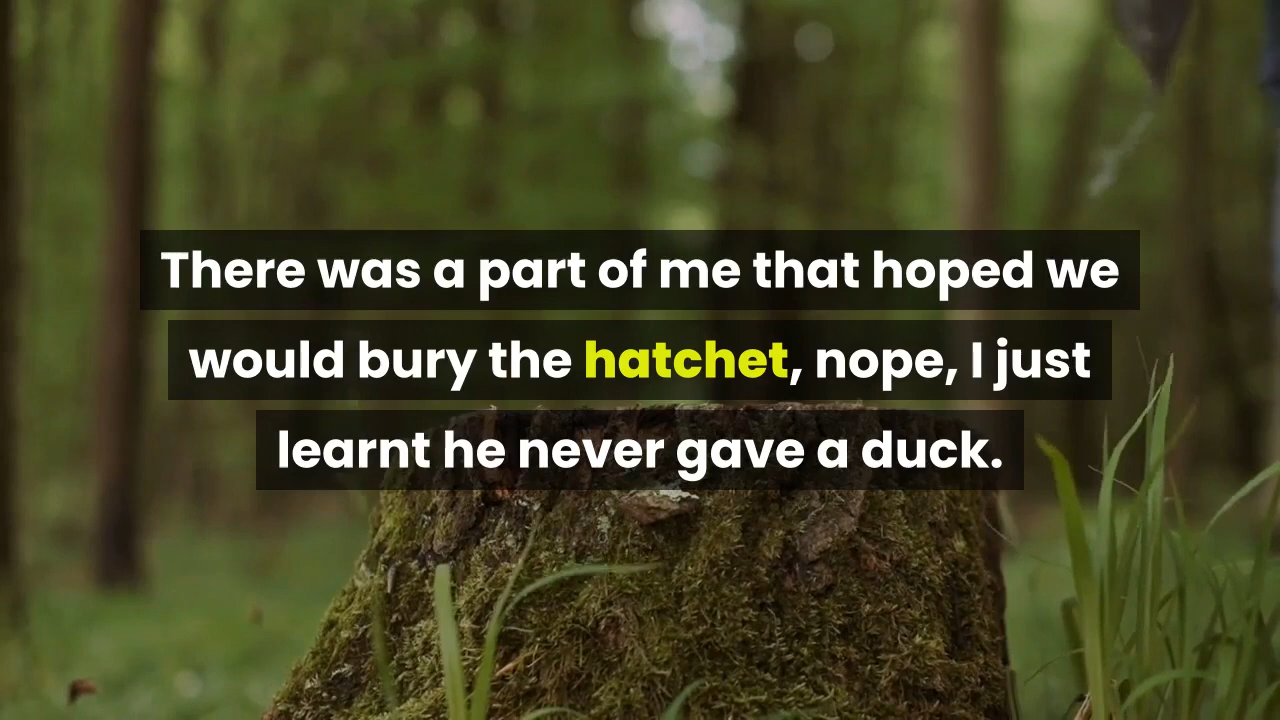 There was a part of me that hoped we
would bury the hatchet, nope, I just
learnt he never gave a duck.